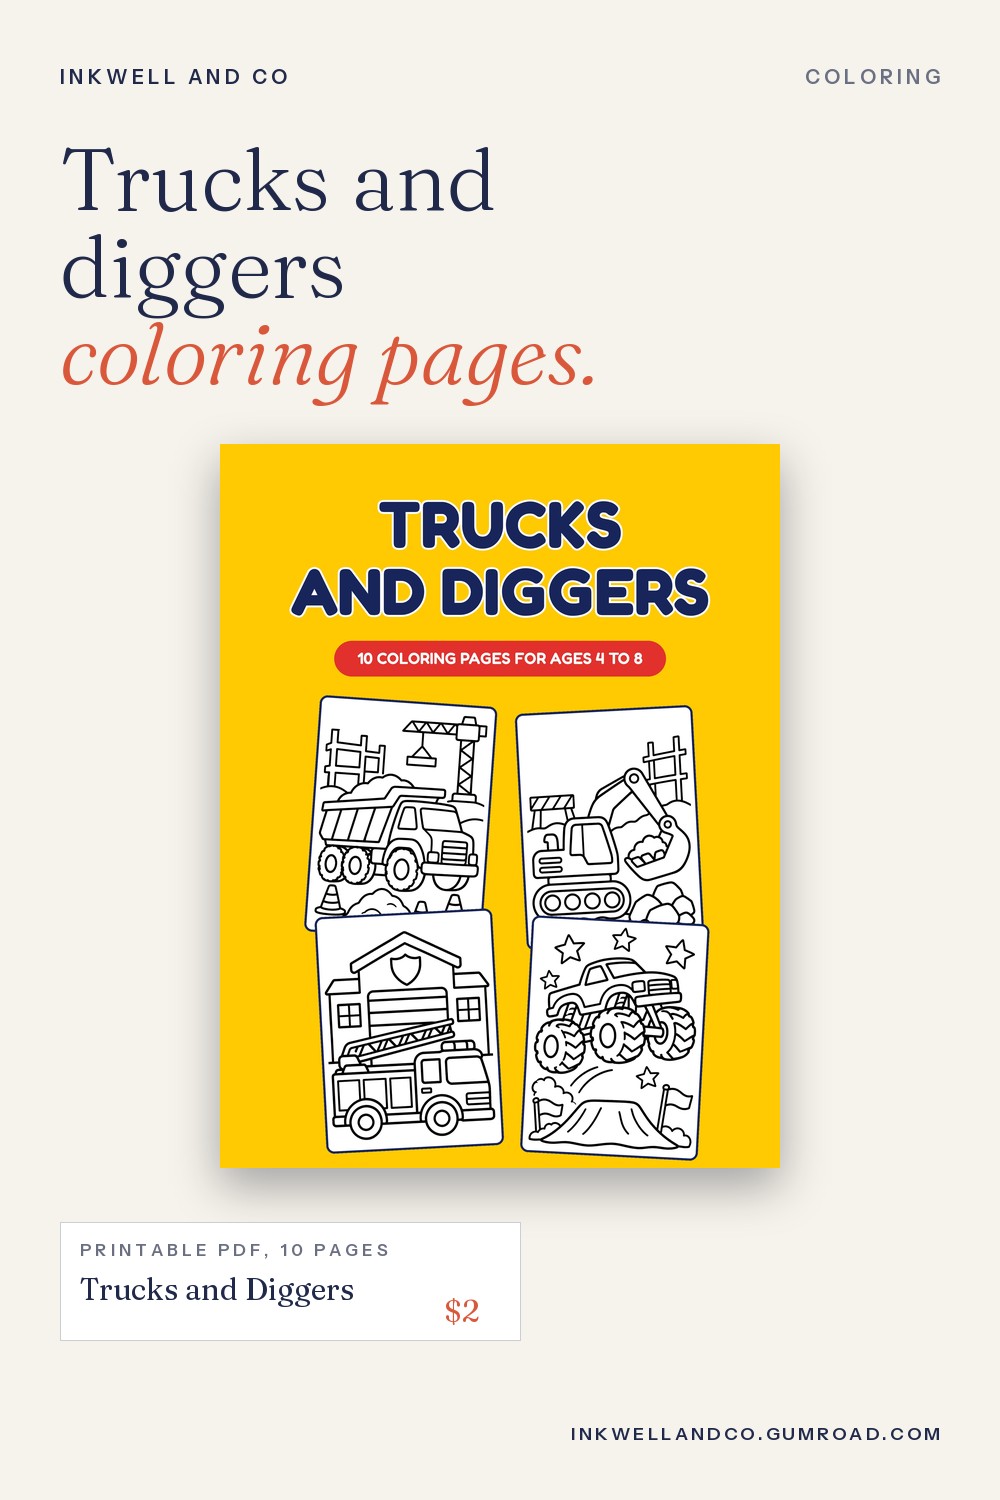 INKWELL AND CO
COLORING
Trucks and
diggers
coloring pages.
TRUCKS
AND DIGGERS
10 COLORING PAGES FOR AGES 4 TO 8
PRINTABLE PDF, 10 PAGES
Trucks and Diggers
$2
INKWELLANDCO.GUMROAD.COM